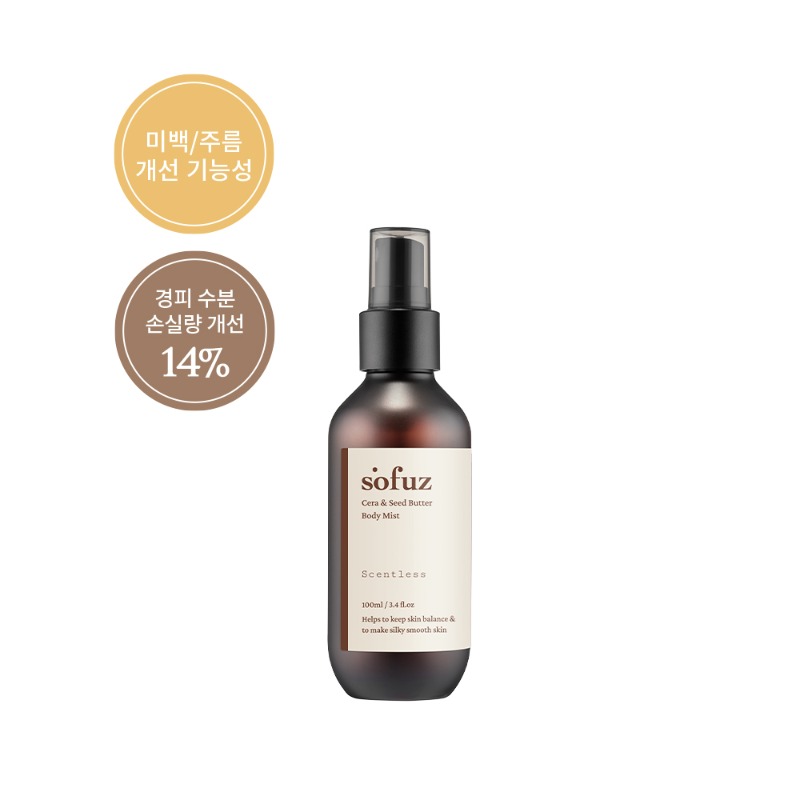 미백/주름
개선 기능성
경피 수분
손실량 개선
14%
sofuz
Cera & Seed Butter
Body Mist
Scentless
100ml / 3.4 fl.oz
Helps to keep skin balance &
to make silky smooth skin